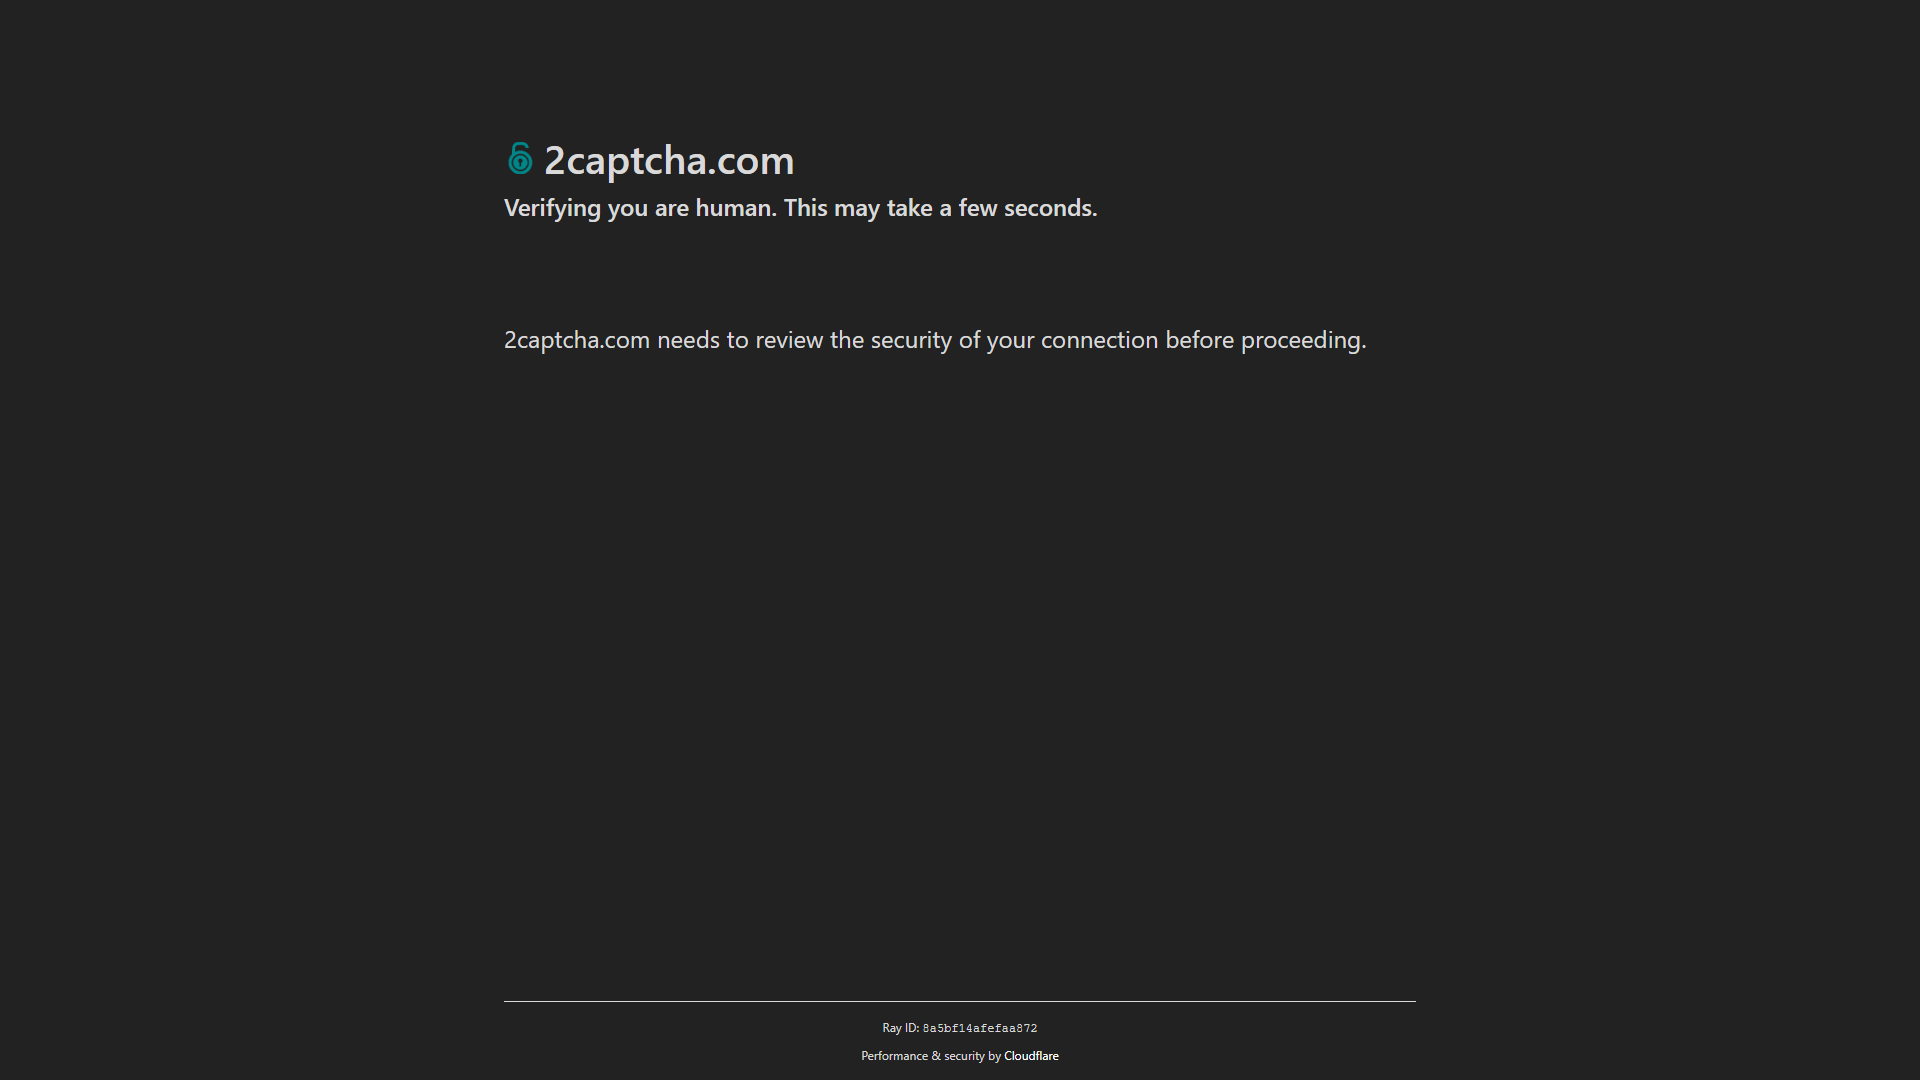 2captcha.com
Verifying you are human. This may take a few seconds.
2captcha.com needs to review the security of your connection before proceeding.
Ray ID: 8a5bf14afefaa872
Performance & security by Cloudflare